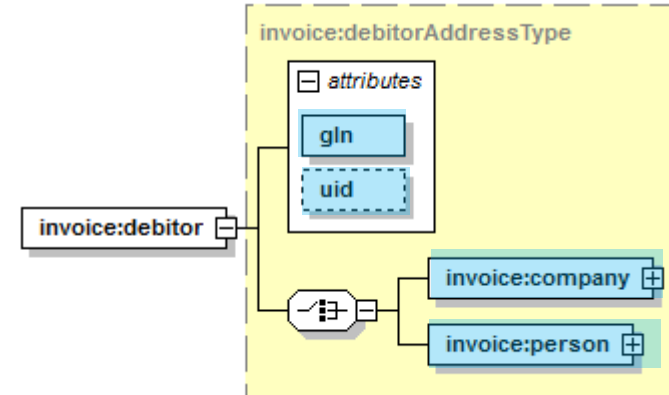 invoice:debitorAddressType
attributes
gln
uid
invoice:debitor
invoice:company
invoice:person